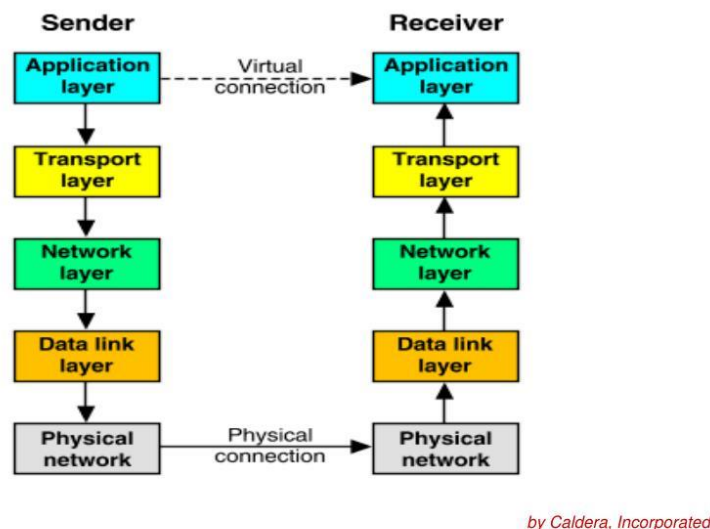 Sender
Receiver
Application
layer
Virtual
connection
Application
layer
Transport
layer
Transport
layer
Network
layer
Network
layer
Data link
layer
Data link
layer
Physical
network
Physical
connection
Physical
network
by Caldera, Incorporated